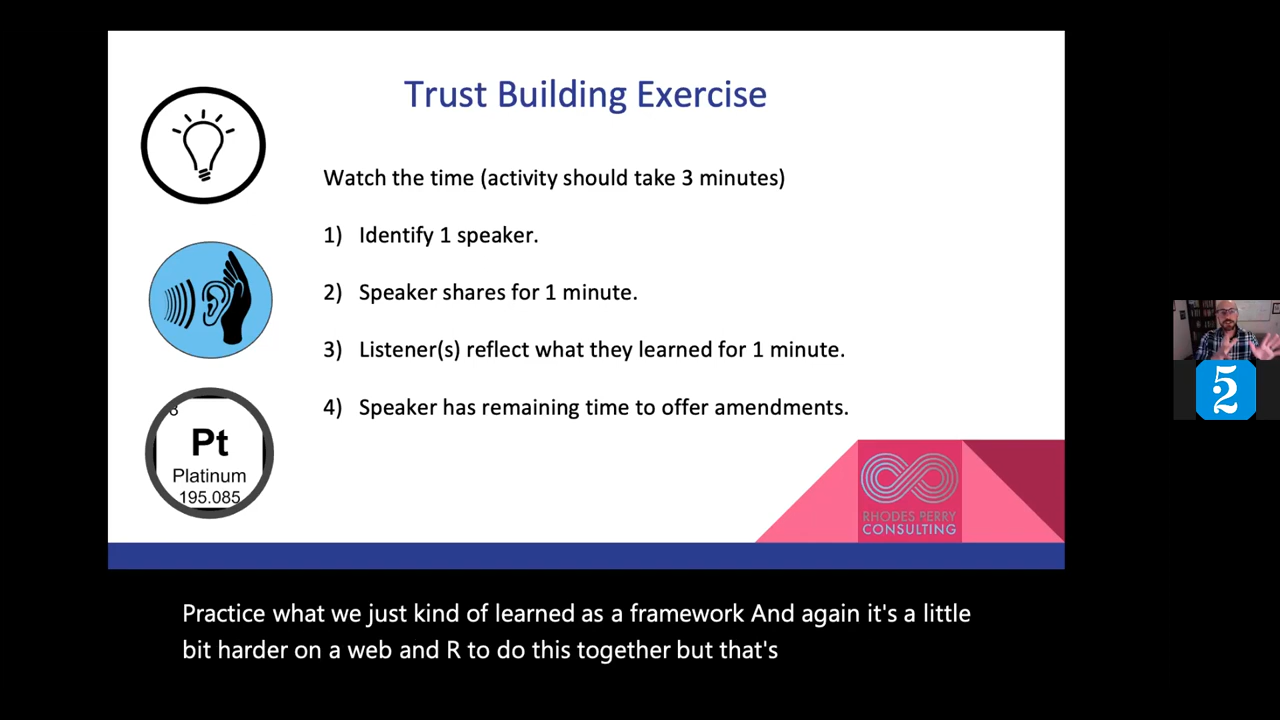 Trust Building Exercise
Watch the time (activity should take 3 minutes)
1) Identify 1 speaker.
2) Speaker shares for 1 minute.
3) Listener(s) reflect what they learned for 1 minute.
4) Speaker has remaining time to offer amendments.
8
Pt
Platinum
195.085
RHODES PERRY
CONSULTING
5
2
Practice what we just kind of learned as a framework And again it's a little
bit harder on a web and R to do this together but that's